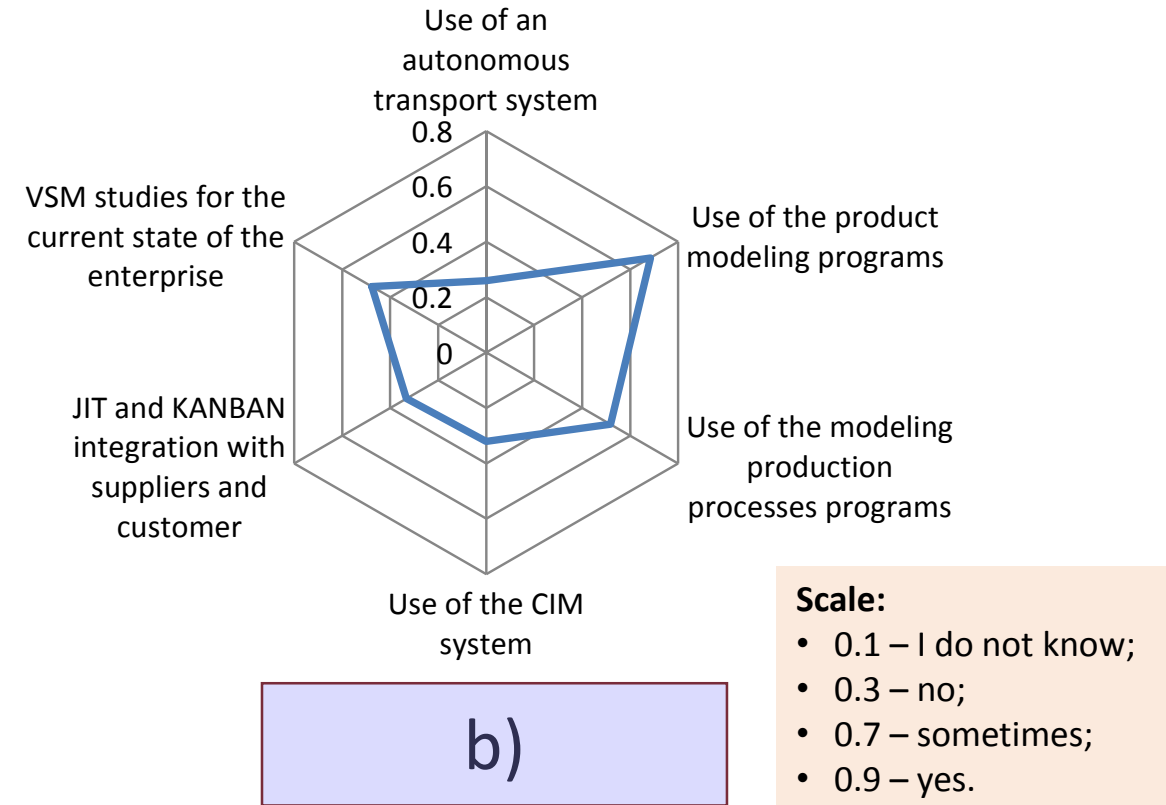 Use of an
autonomous
transport system
0.8
0.6
0.4
0.2
0
Use of the product
modeling programs
Use of the modeling
production
processes programs
Use of the CIM
system
JIT and KANBAN
integration with
suppliers and
customer
VSM studies for the
current state of the
enterprise
b)
Scale:
• 0.1 – I do not know;
• 0.3 – no;
• 0.7 – sometimes;
• 0.9 – yes.